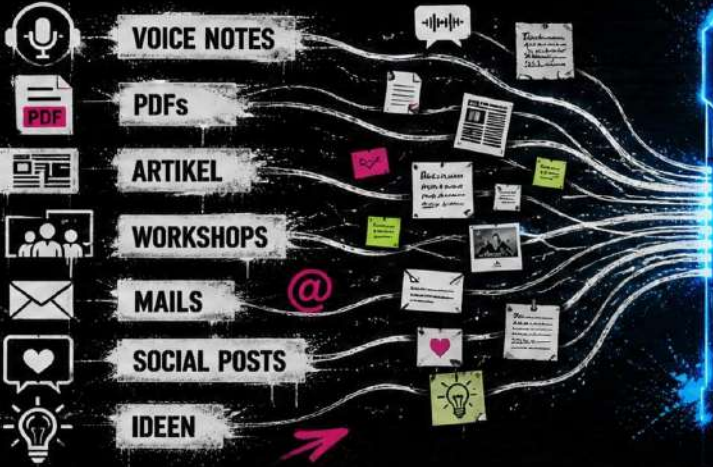 VOICE NOTES
PDF
PDFs
ARTIKEL
WORKSHOPS
@
MAILS
SOCIAL POSTS
IDEEN